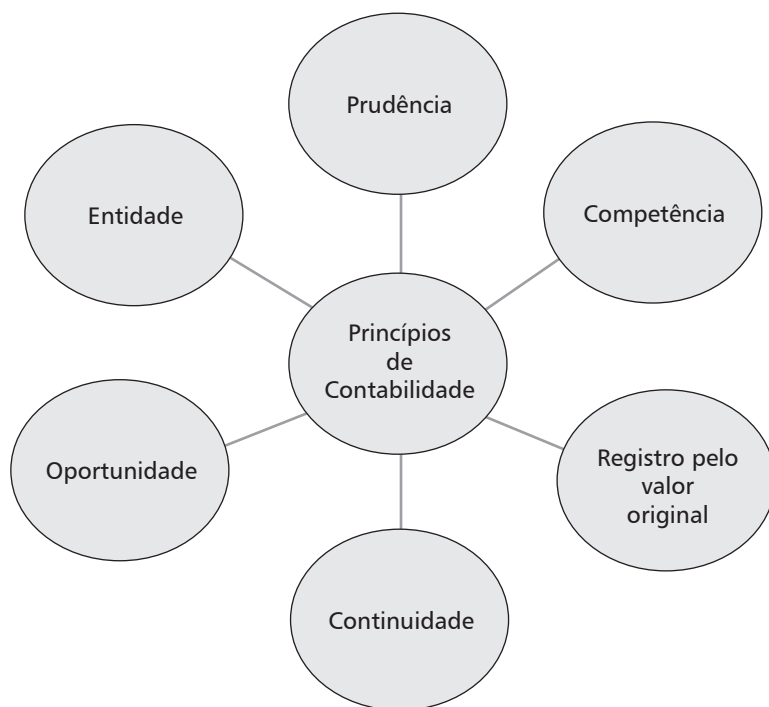 Prudência
Entidade
Competência
Princípios
de
Contabilidade
Oportunidade
Registro pelo
valor
original
Continuidade